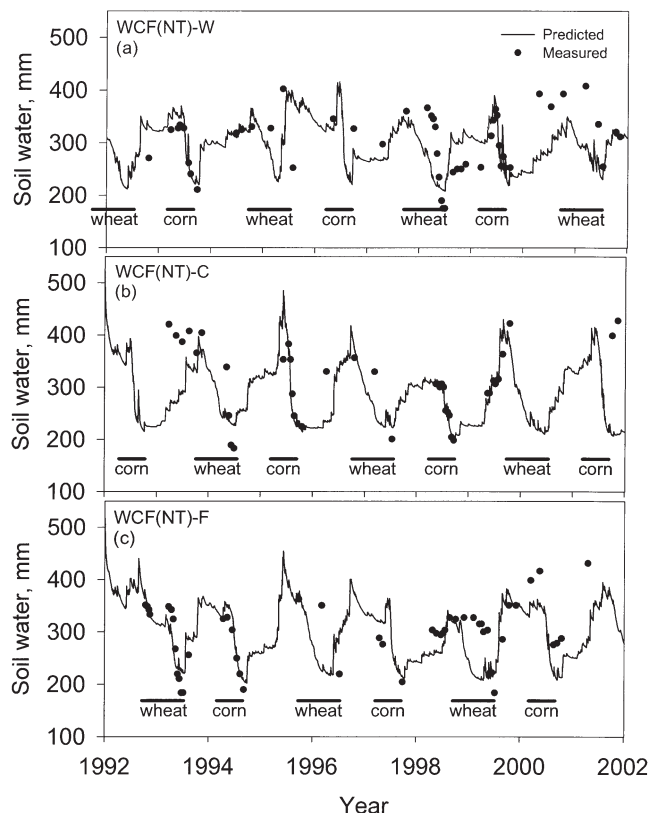 500
400
300
200
100
Soil water, mm
WCF(NT)-W
(a)
Predicted
Measured
wheat corn wheat corn wheat corn wheat
500
400
300
200
100
Soil water, mm
WCF(NT)-C
(b)
corn wheat corn wheat corn wheat corn
500
400
300
200
100
Soil water, mm
WCF(NT)-F
(c)
wheat corn wheat corn wheat corn
1992 1994 1996 1998 2000 2002
Year